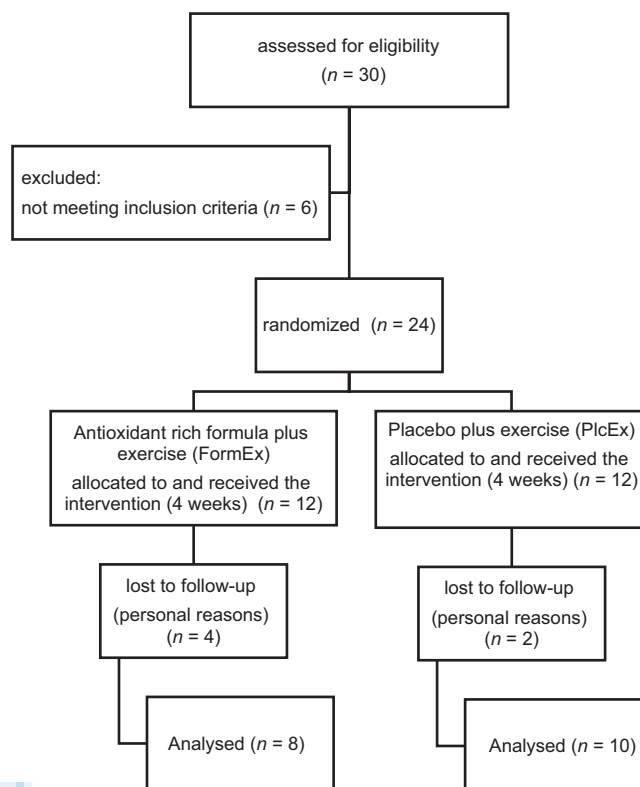 assessed for eligibility
(n = 30)
excluded:
not meeting inclusion criteria (n = 6)
randomized (n = 24)
Antioxidant rich formula plus
exercise (FormEx)
allocated to and received the
intervention (4 weeks) (n = 12)
Placebo plus exercise (PlcEx)
allocated to and received the
intervention (4 weeks) (n = 12)
lost to follow-up
(personal reasons)
(n = 4)
lost to follow-up
(personal reasons)
(n = 2)
Analysed (n = 8)
Analysed (n = 10)